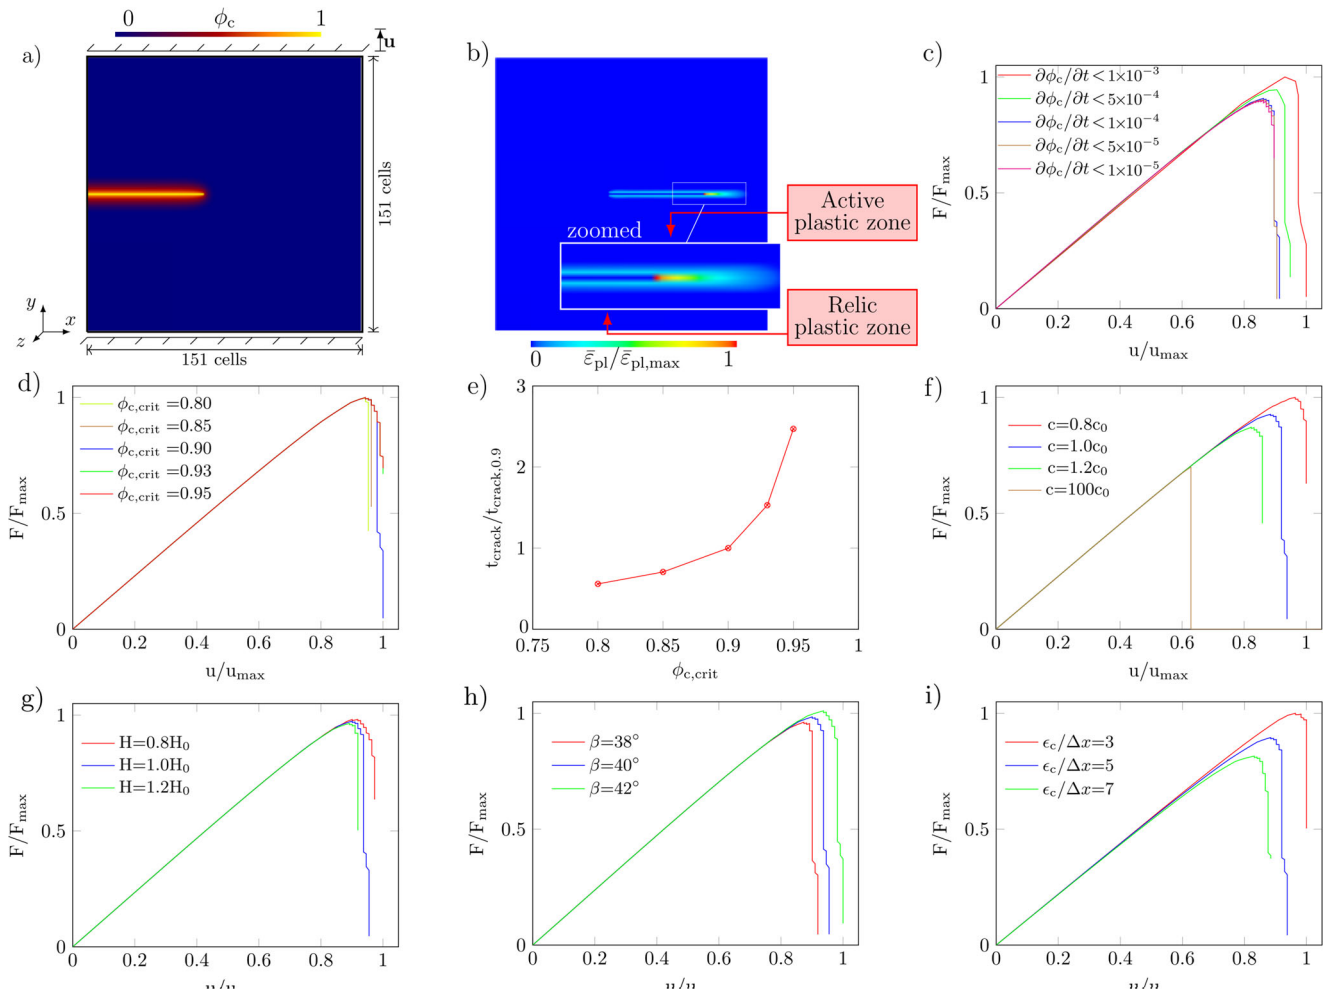 0 ϕc 1
u
a)
151 cells
151 cells
y
x
z
b)
Active
plastic zone
zoomed
Relic
plastic zone
0 ε̄pl/ε̄pl,max 1
c)
∂ϕc/∂t<1×10⁻³
∂ϕc/∂t<5×10⁻⁴
∂ϕc/∂t<1×10⁻⁴
∂ϕc/∂t<5×10⁻⁵
∂ϕc/∂t<1×10⁻⁵
1
0.5
0
F/Fmax
0 0.2 0.4 0.6 0.8 1
u/umax
d)
ϕc,crit =0.80
ϕc,crit =0.85
ϕc,crit =0.90
ϕc,crit =0.93
ϕc,crit =0.95
1
0.5
0
F/Fmax
0 0.2 0.4 0.6 0.8 1
u/umax
e)
3
2
1
0
tcrack/tcrack,0.9
0.75 0.8 0.85 0.9 0.95 1
ϕc,crit
f)
c=0.8c0
c=1.0c0
c=1.2c0
c=100c0
1
0.5
0
F/Fmax
0 0.2 0.4 0.6 0.8 1
u/umax
g)
H=0.8H0
H=1.0H0
H=1.2H0
1
0.5
0
F/Fmax
0 0.2 0.4 0.6 0.8 1
h)
β=38°
β=40°
β=42°
1
0.5
0
F/Fmax
0 0.2 0.4 0.6 0.8 1
i)
ϵc/Δx=3
ϵc/Δx=5
ϵc/Δx=7
1
0.5
0
F/Fmax
0 0.2 0.4 0.6 0.8 1